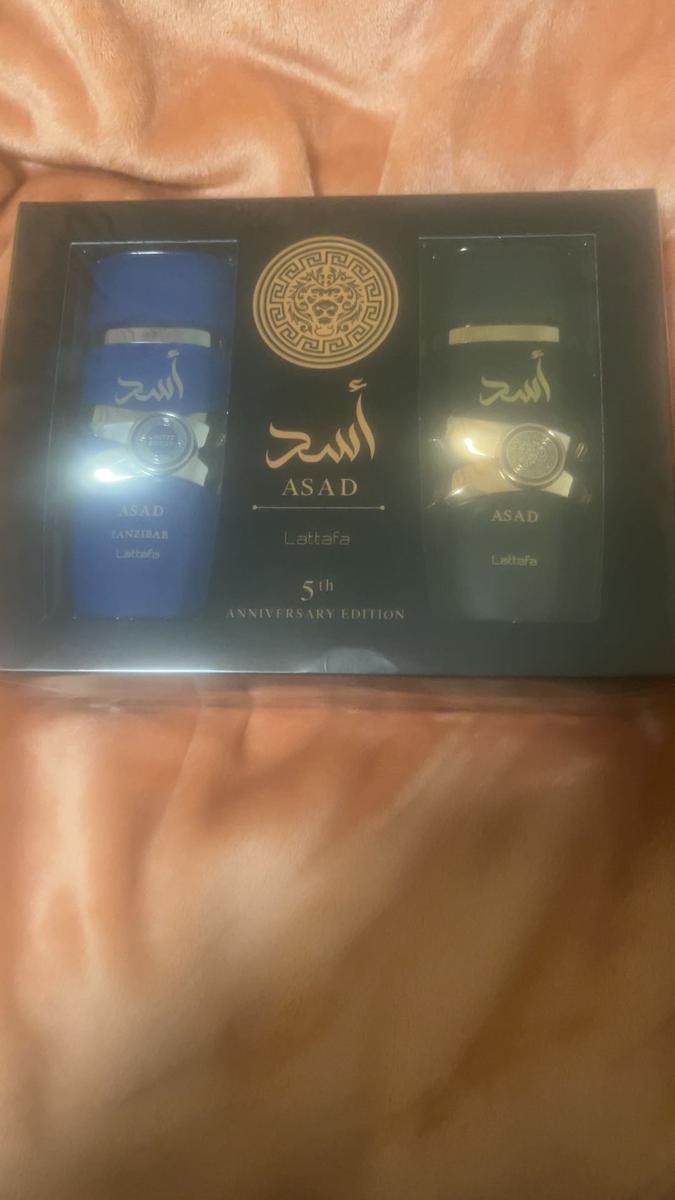 أسد
ASAD
ZANZIBAR
Lattafa
أسد
ASAD
Lattafa
5th
ANNIVERSARY EDITION
أسد
ASAD
Lattafa